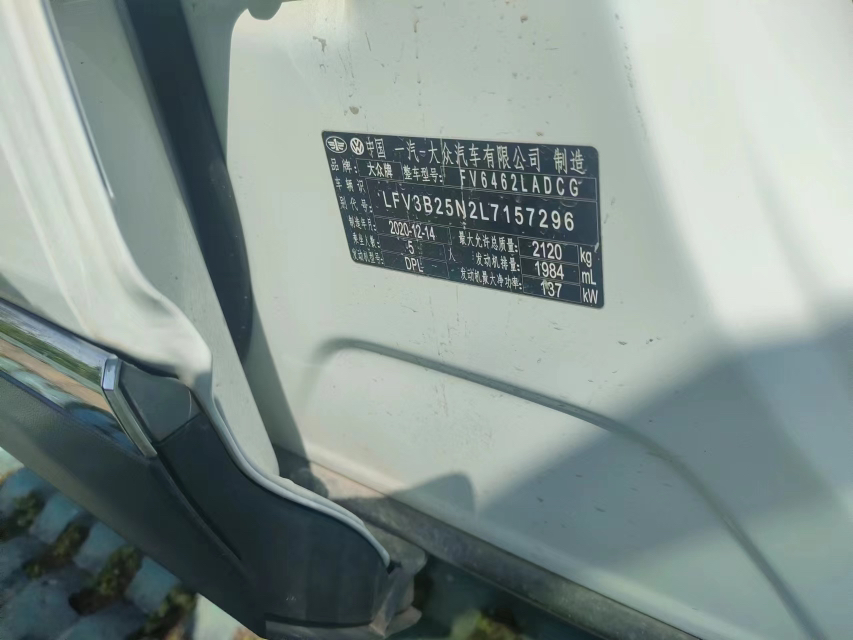 中国 一汽-大众汽车有限公司 制造
品牌: 大众牌 整车型号: FV6462LADCG
车辆识别代号: LFV3B25N2L7157296
制造年月: 2020-12-14 最大允许总质量: 2120 kg
乘坐人数: 5 人 发动机排量: 1984 mL
发动机型号: DPL 发动机最大净功率: 137 kW